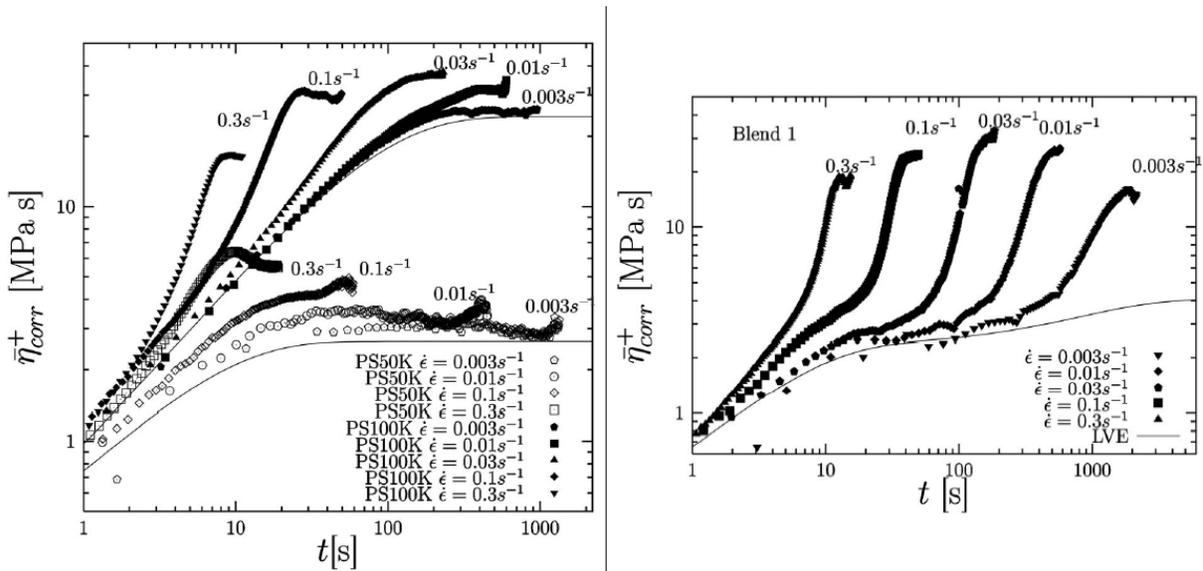 0.1s⁻¹
0.03s⁻¹
0.01s⁻¹
0.003s⁻¹
0.3s⁻¹
0.3s⁻¹
0.1s⁻¹
0.01s⁻¹
0.003s⁻¹
10
1
η̄⁺corr [MPa s]
PS50K ϵ̇ = 0.003s⁻¹
PS50K ϵ̇ = 0.01s⁻¹
PS50K ϵ̇ = 0.1s⁻¹
PS50K ϵ̇ = 0.3s⁻¹
PS100K ϵ̇ = 0.003s⁻¹
PS100K ϵ̇ = 0.01s⁻¹
PS100K ϵ̇ = 0.03s⁻¹
PS100K ϵ̇ = 0.1s⁻¹
PS100K ϵ̇ = 0.3s⁻¹
1 10 100 1000
t[s]
Blend 1
0.1s⁻¹
0.03s⁻¹
0.01s⁻¹
0.3s⁻¹
0.003s⁻¹
10
1
η̄⁺corr [MPa s]
ϵ̇ = 0.003s⁻¹
ϵ̇ = 0.01s⁻¹
ϵ̇ = 0.03s⁻¹
ϵ̇ = 0.1s⁻¹
ϵ̇ = 0.3s⁻¹
LVE
1 10 100 1000
t [s]